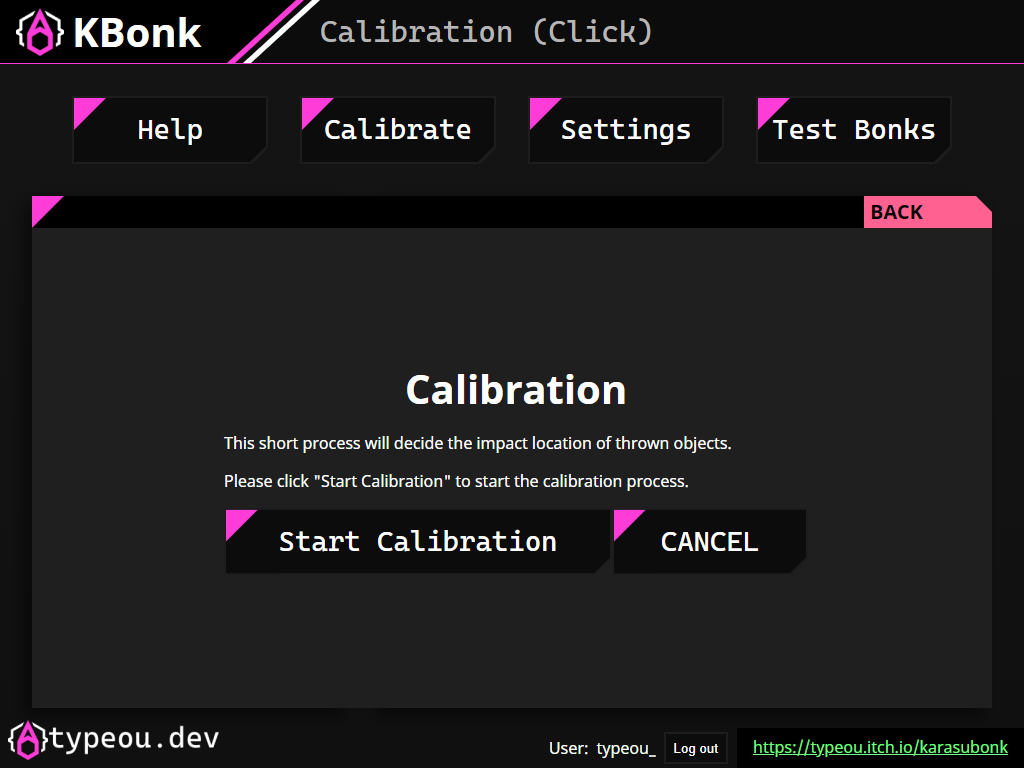 KBonk
Calibration (Click)
Help
Calibrate
Settings
Test Bonks
BACK
Calibration
This short process will decide the impact location of thrown objects.
Please click "Start Calibration" to start the calibration process.
Start Calibration
CANCEL
typeou.dev
User: typeou_
Log out
https://typeou.itch.io/karasubonk